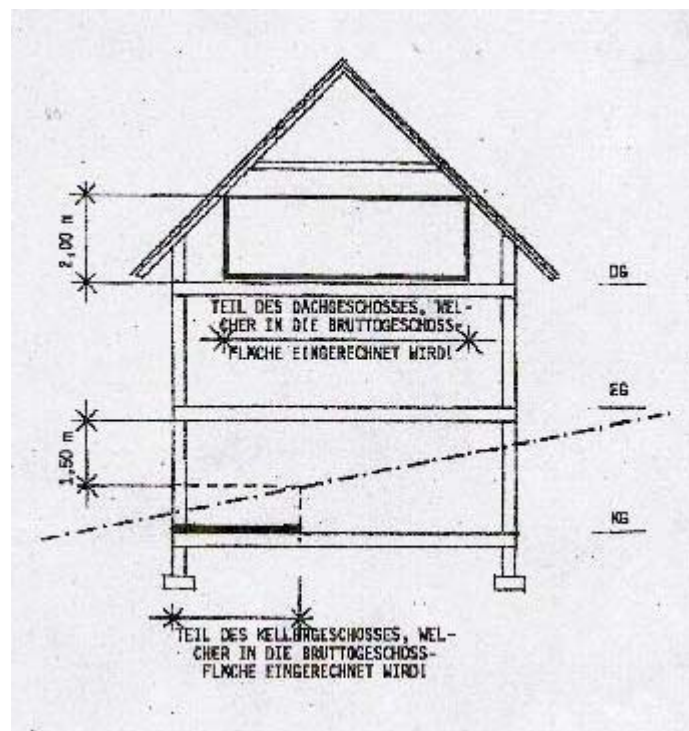 2,00 m
DG
TEIL DES DACHGESCHOSSES, WEL-
CHER IN DIE BRUTTOGESCHOSS-
FLÄCHE EINGERECHNET WIRD!
EG
1,50 m
KG
TEIL DES KELLERGESCHOSSES, WEL-
CHER IN DIE BRUTTOGESCHOSS-
FLÄCHE EINGERECHNET WIRD!